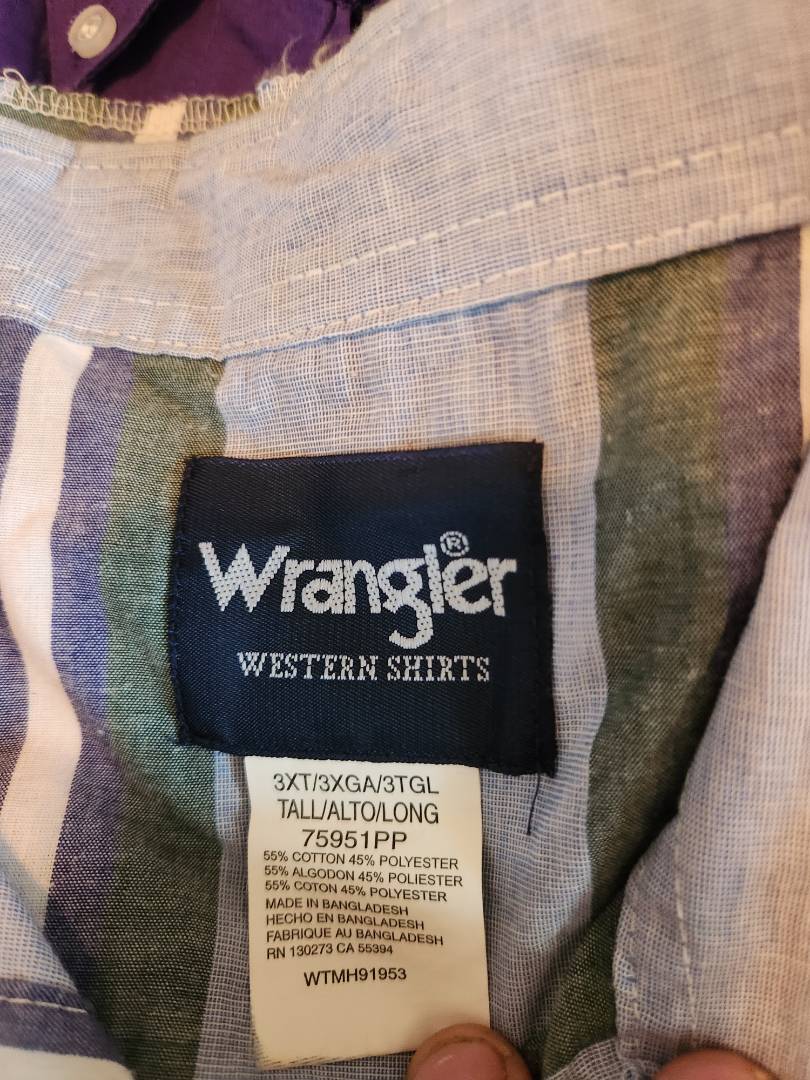 Wrangler®
WESTERN SHIRTS
3XT/3XGA/3TGL
TALL/ALTO/LONG
75951PP
55% COTTON 45% POLYESTER
55% ALGODON 45% POLIESTER
55% COTON 45% POLYESTER
MADE IN BANGLADESH
HECHO EN BANGLADESH
FABRIQUE AU BANGLADESH
RN 130273 CA 55394
WTMH91953